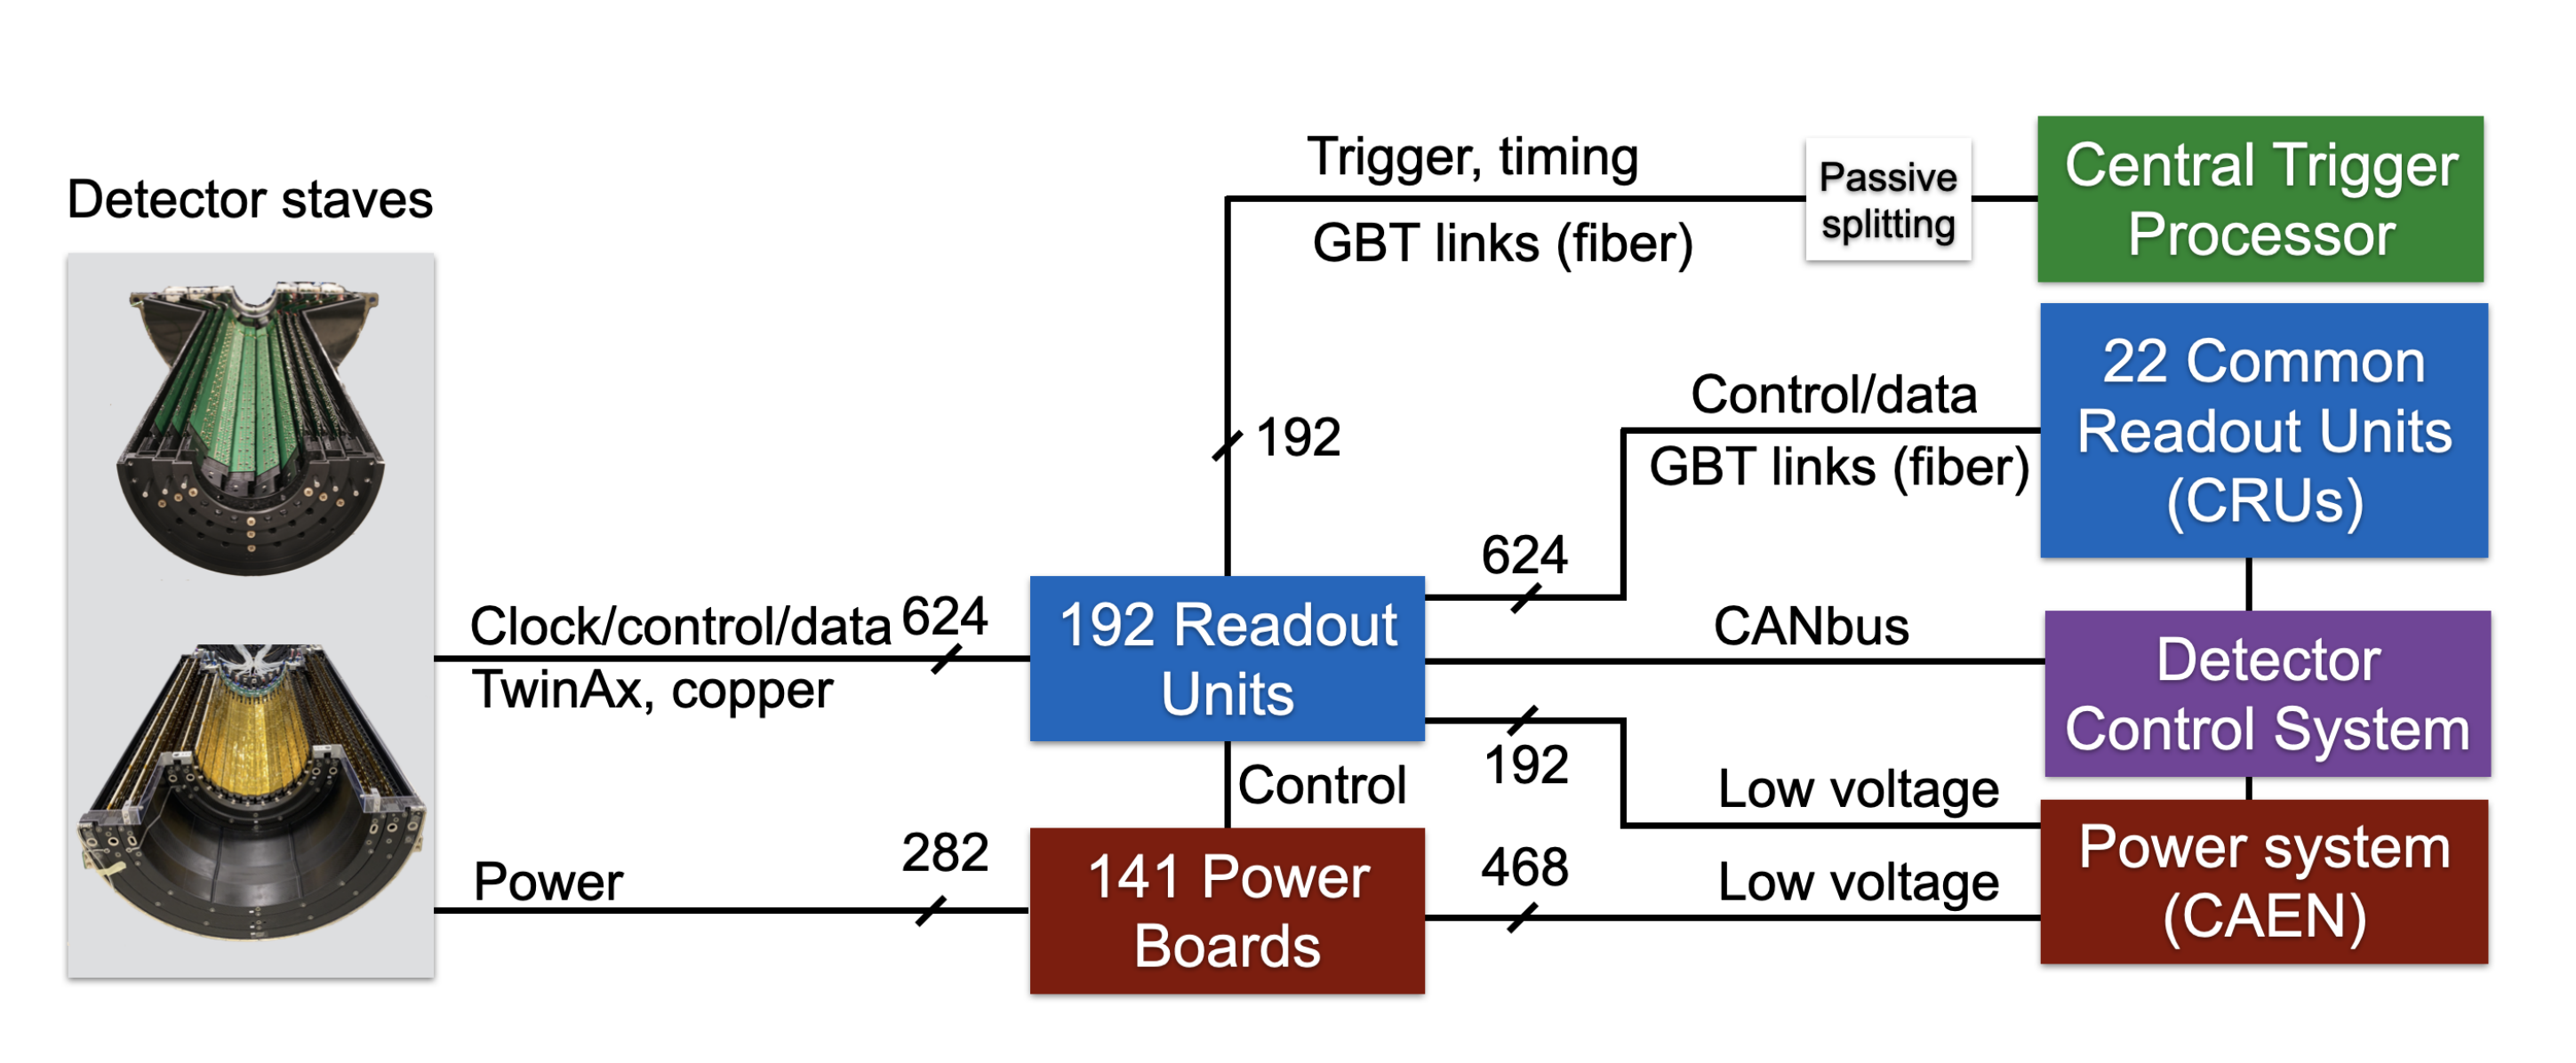 Detector staves
Trigger, timing
GBT links (fiber)
Passive
splitting
Central Trigger
Processor
192
Control/data
GBT links (fiber)
22 Common
Readout Units
(CRUs)
624
Clock/control/data
624
TwinAx, copper
192 Readout
Units
CANbus
Detector
Control System
192
Control
Low voltage
Power
282
141 Power
Boards
468
Low voltage
Power system
(CAEN)